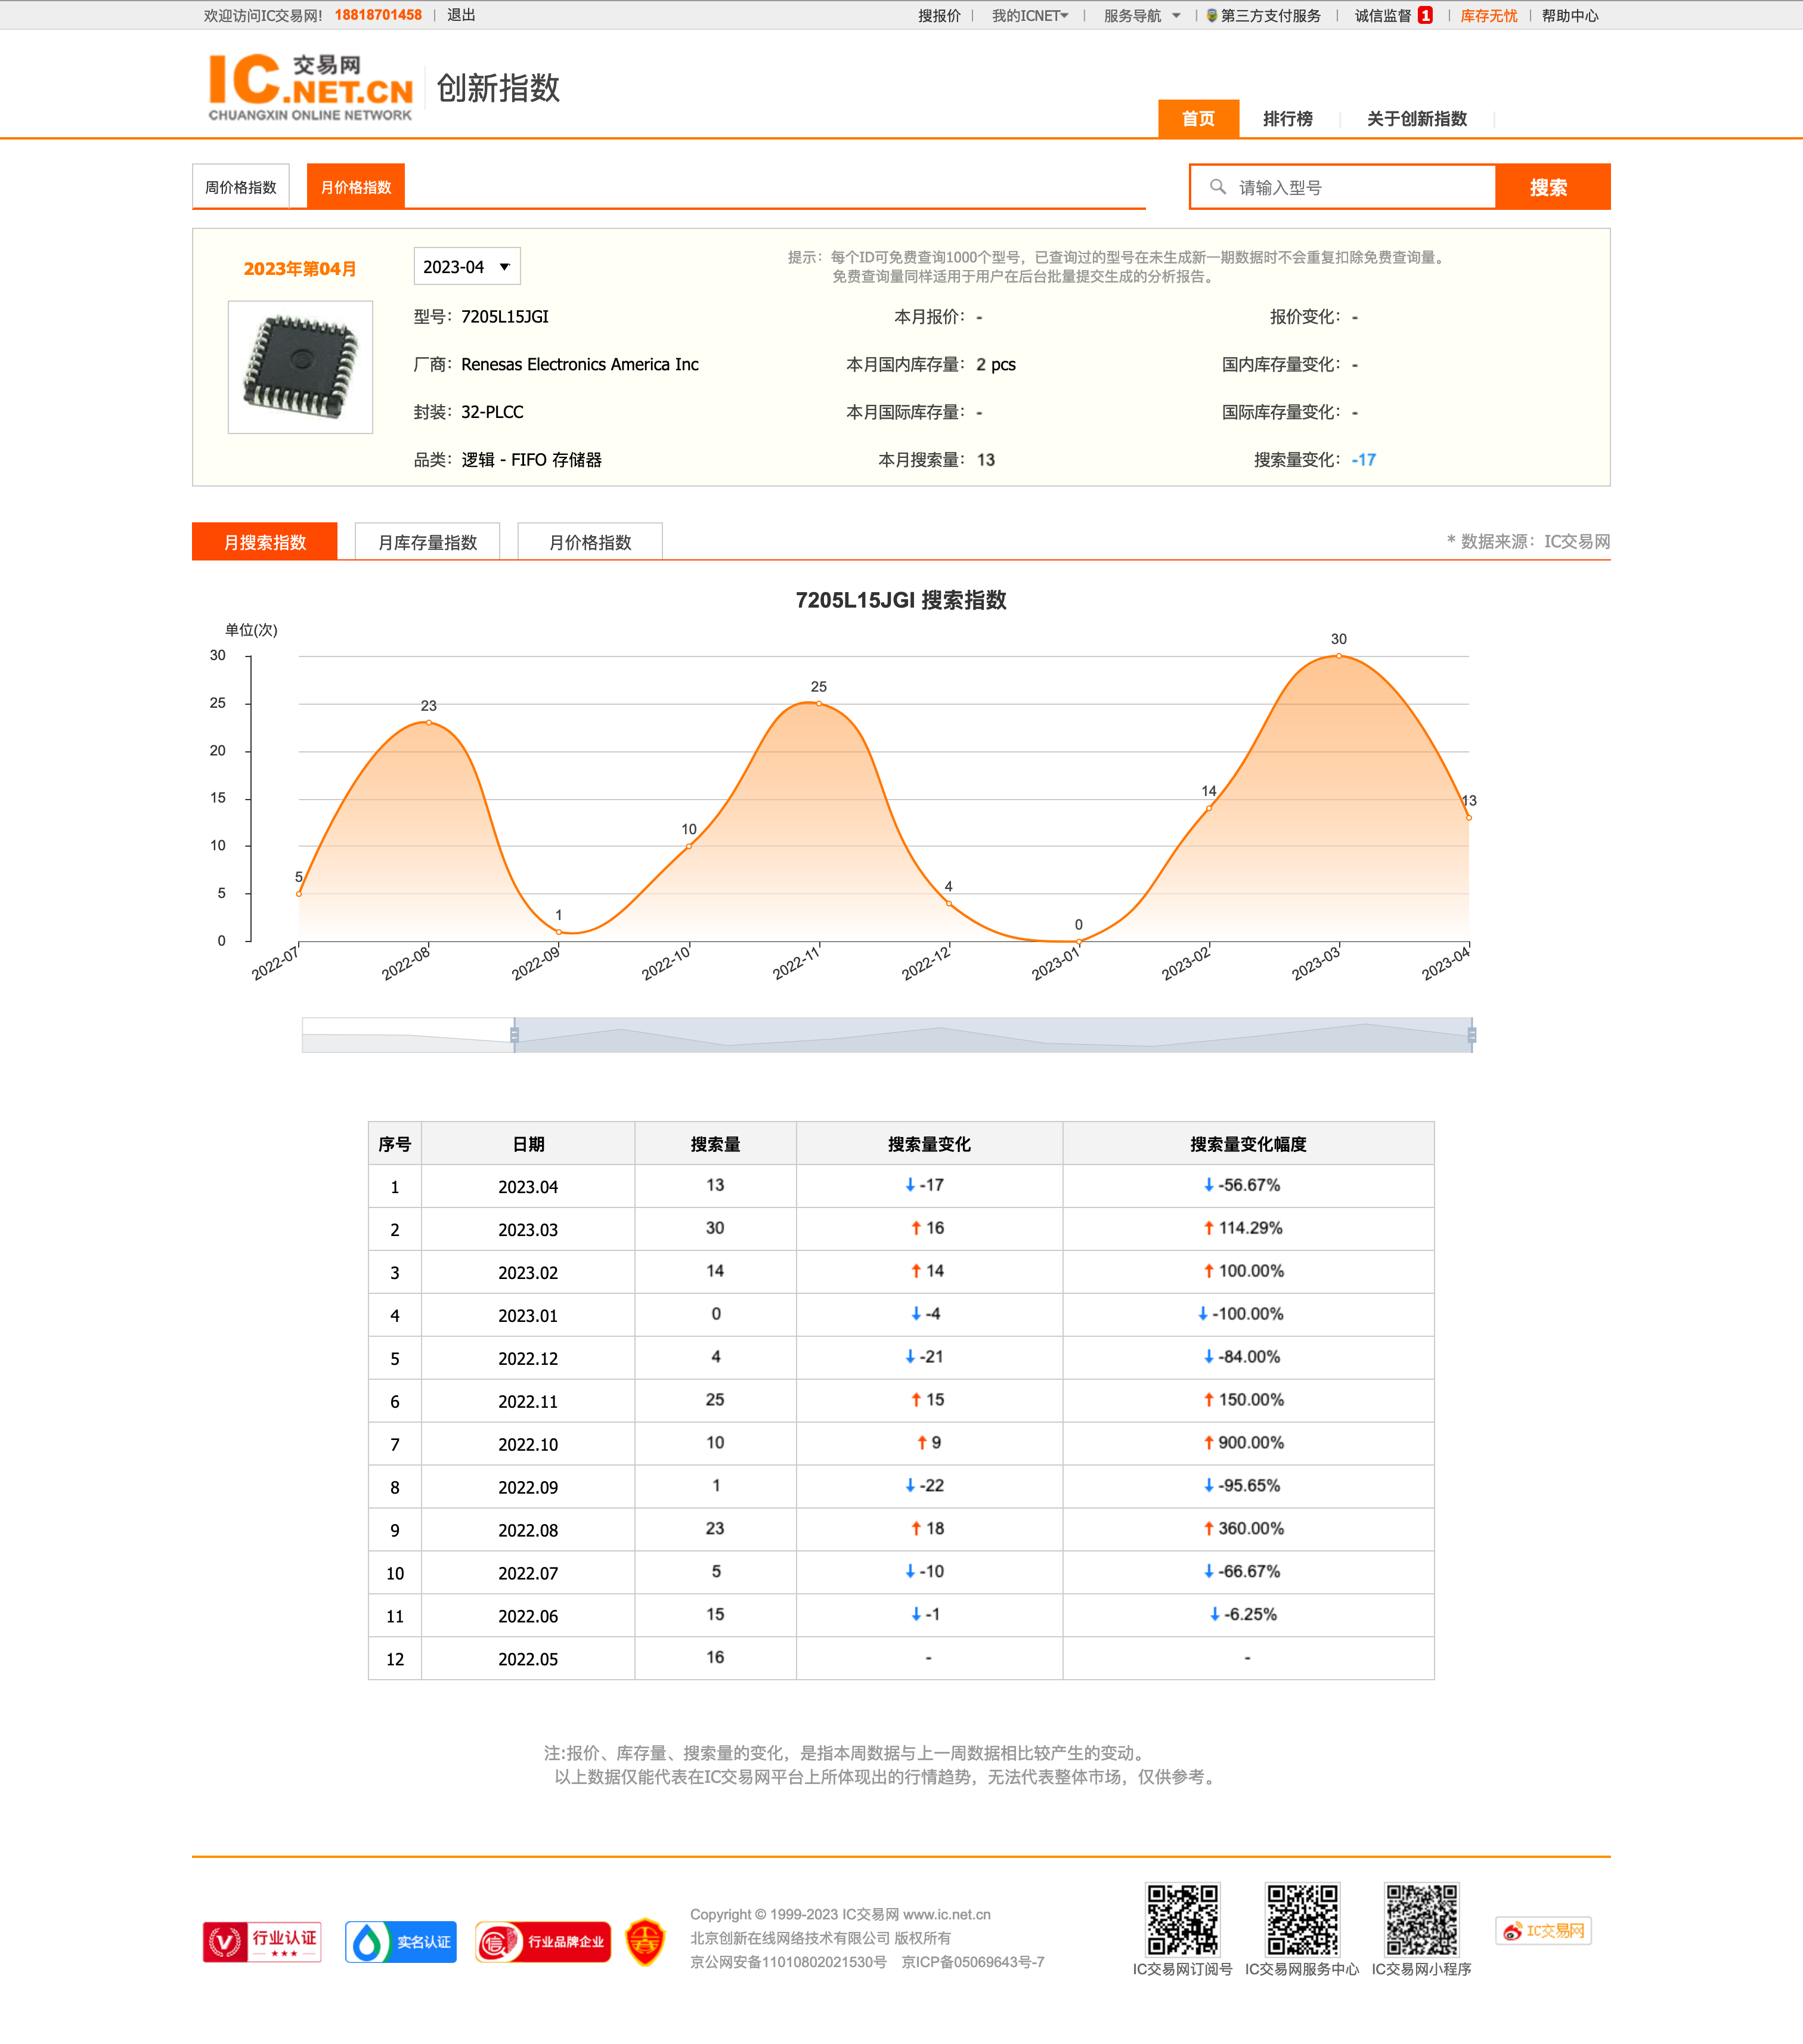 欢迎访问IC交易网! 18818701458 | 退出 搜报价 | 我的ICNET | 服务导航 | 第三方支付服务 | 诚信监督 1 | 库存无忧 | 帮助中心
IC 交易网 .NET.CN
CHUANGXIN ONLINE NETWORK
创新指数
首页 排行榜 关于创新指数
周价格指数 月价格指数 请输入型号 搜索
2023年第04月 2023-04
提示：每个ID可免费查询1000个型号，已查询过的型号在未生成新一期数据时不会重复扣除免费查询量。
免费查询量同样适用于用户在后台批量提交生成的分析报告。
型号：7205L15JGI 本月报价：- 报价变化：-
厂商：Renesas Electronics America Inc 本月国内库存量：2 pcs 国内库存量变化：-
封装：32-PLCC 本月国际库存量：- 国际库存量变化：-
品类：逻辑 - FIFO 存储器 本月搜索量：13 搜索量变化：-17
月搜索指数 月库存量指数 月价格指数 * 数据来源：IC交易网
7205L15JGI 搜索指数
单位(次)
30
25
20
15
10
5
0
5 23 1 10 25 4 0 14 30 13
2022-07 2022-08 2022-09 2022-10 2022-11 2022-12 2023-01 2023-02 2023-03 2023-04
序号 日期 搜索量 搜索量变化 搜索量变化幅度
1 2023.04 13 ↓ -17 ↓ -56.67%
2 2023.03 30 ↑ 16 ↑ 114.29%
3 2023.02 14 ↑ 14 ↑ 100.00%
4 2023.01 0 ↓ -4 ↓ -100.00%
5 2022.12 4 ↓ -21 ↓ -84.00%
6 2022.11 25 ↑ 15 ↑ 150.00%
7 2022.10 10 ↑ 9 ↑ 900.00%
8 2022.09 1 ↓ -22 ↓ -95.65%
9 2022.08 23 ↑ 18 ↑ 360.00%
10 2022.07 5 ↓ -10 ↓ -66.67%
11 2022.06 15 ↓ -1 ↓ -6.25%
12 2022.05 16 - -
注:报价、库存量、搜索量的变化，是指本周数据与上一周数据相比较产生的变动。
以上数据仅能代表在IC交易网平台上所体现出的行情趋势，无法代表整体市场，仅供参考。
行业认证 实名认证 信 行业品牌企业
Copyright © 1999-2023 IC交易网 www.ic.net.cn
北京创新在线网络技术有限公司 版权所有
京公网安备11010802021530号 京ICP备05069643号-7
IC交易网订阅号 IC交易网服务中心 IC交易网小程序
IC交易网